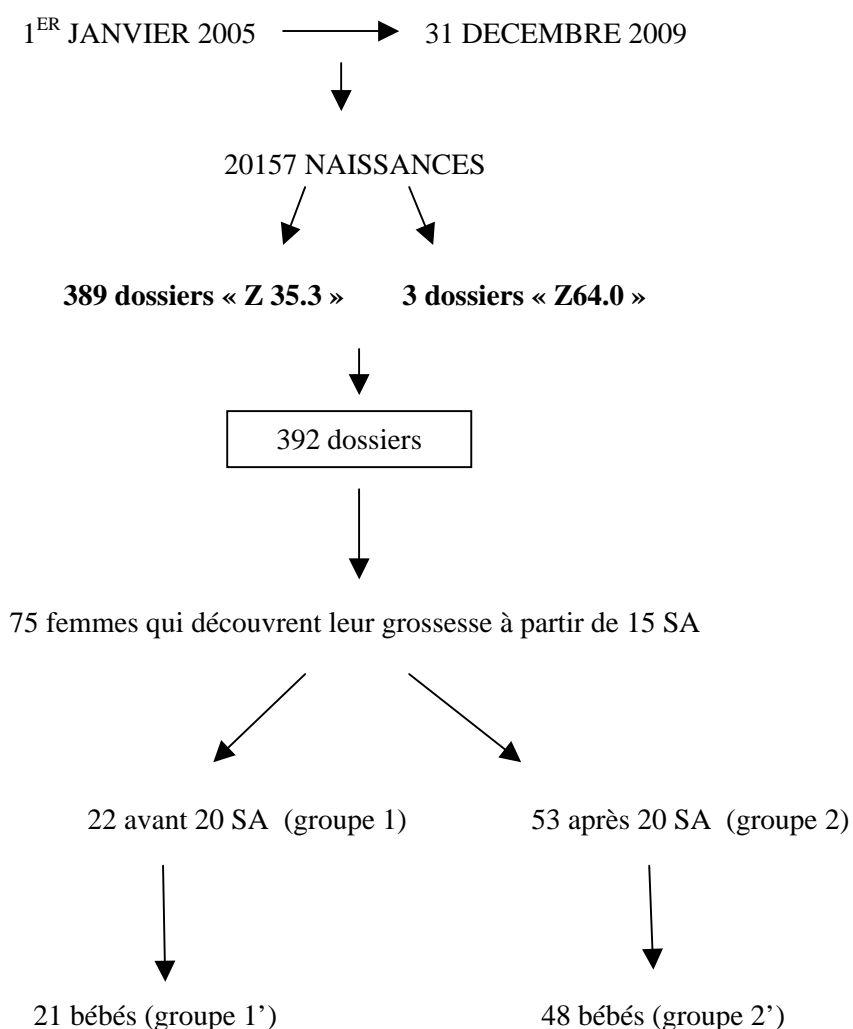 1ER JANVIER 2005 31 DECEMBRE 2009
20157 NAISSANCES
389 dossiers « Z 35.3 » 3 dossiers « Z64.0 »
392 dossiers
75 femmes qui découvrent leur grossesse à partir de 15 SA
22 avant 20 SA (groupe 1) 53 après 20 SA (groupe 2)
21 bébés (groupe 1’) 48 bébés (groupe 2’)